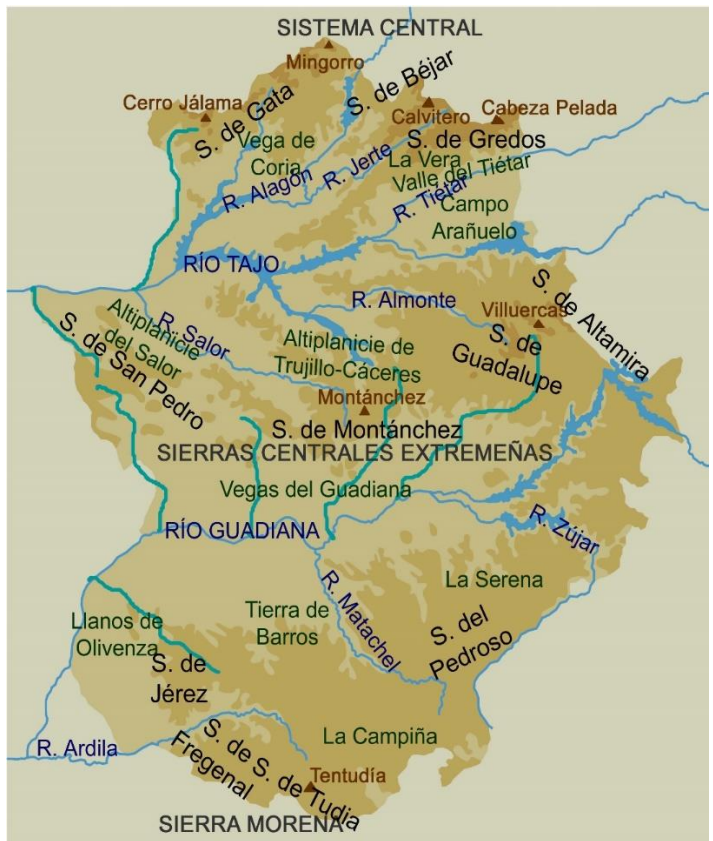 SISTEMA CENTRAL
Mingorro
S. de Béjar
Cerro Jálama
S. de Gata
Calvitero
Cabeza Pelada
Vega de
Coria
S. de Gredos
La Vera
R. Jerte
Valle del Tiétar
R. Alagón
R. Tiétar
Campo
Arañuelo
RÍO TAJO
S. de Altamira
R. Almonte
Villuercas
Altiplanicie
del Salor
R. Salor
S. de San Pedro
Altiplanicie de
Trujillo-Cáceres
S. de
Guadalupe
Montánchez
S. de Montánchez
SIERRAS CENTRALES EXTREMEÑAS
Vegas del Guadiana
RÍO GUADIANA
R. Zújar
R. Matachel
La Serena
Tierra de
Barros
S. del
Pedroso
Llanos de
Olivenza
S. de
Jérez
R. Ardila
La Campiña
S. de
Fregenal
S. de Tudia
Tentudía
SIERRA MORENA